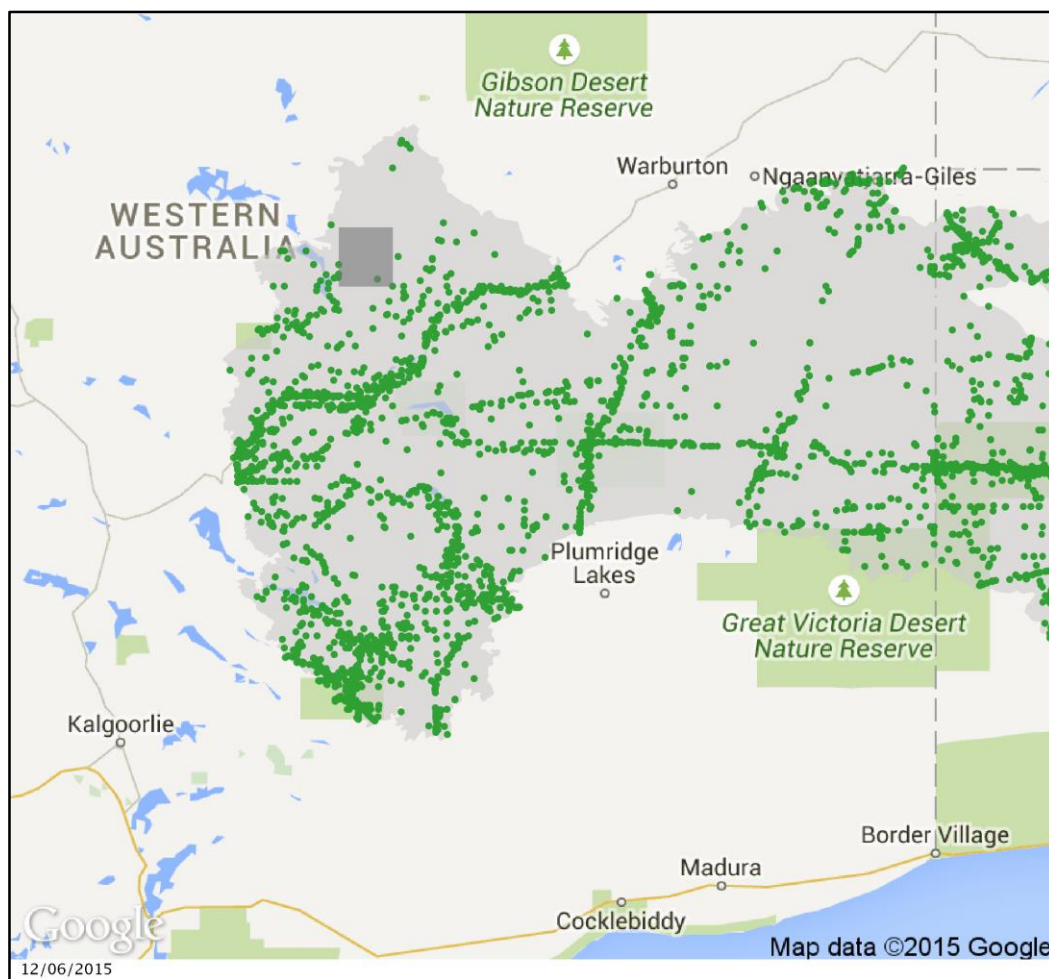 Gibson Desert
Nature Reserve
Warburton
Ngaanyatjarra-Giles
WESTERN
AUSTRALIA
Plumridge
Lakes
Great Victoria Desert
Nature Reserve
Kalgoorlie
Border Village
Madura
Cocklebiddy
Google
Map data ©2015 Google
12/06/2015